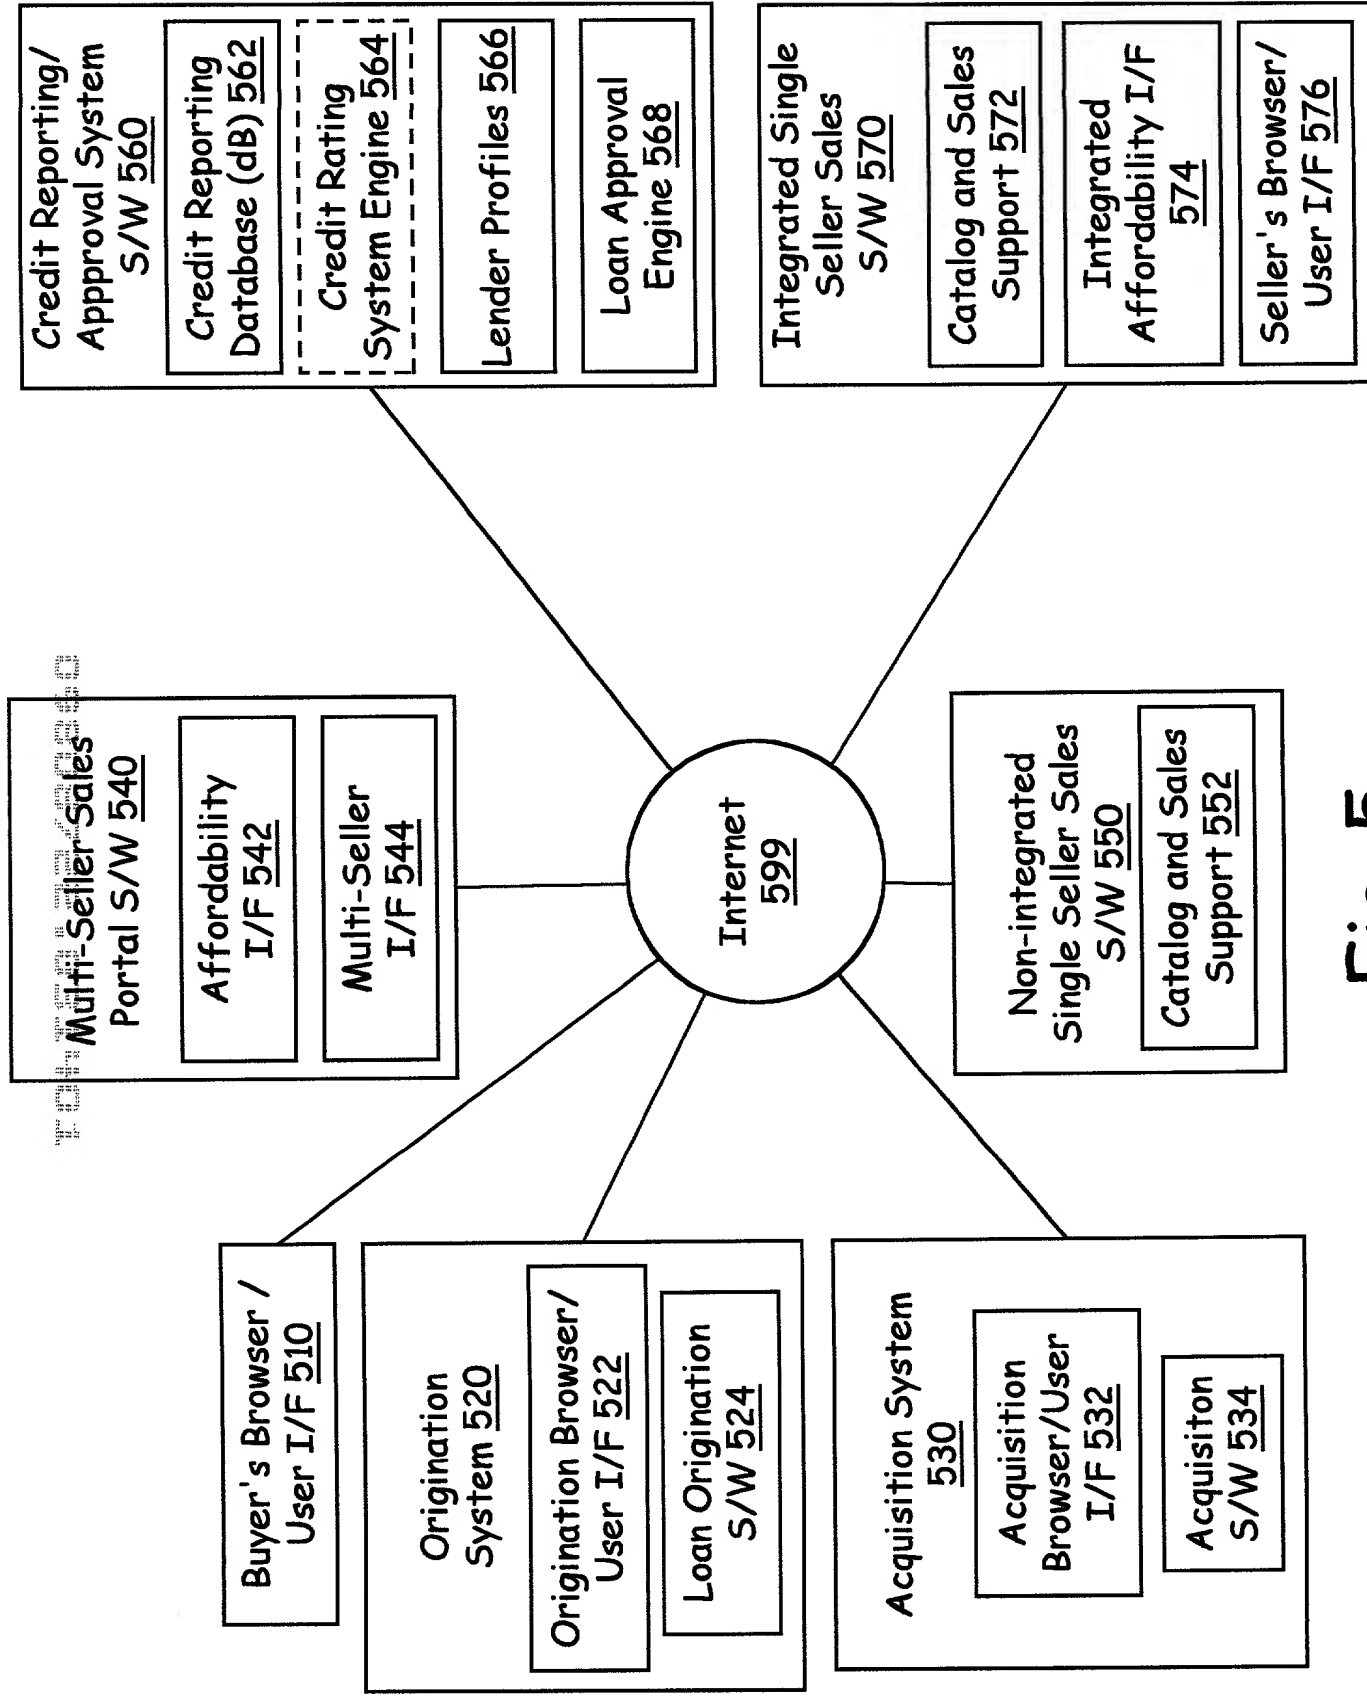 Buyer's Browser /
User I/F 510
Origination
System 520
Origination Browser/
User I/F 522
Loan Origination
S/W 524
Acquisition System
530
Acquisition
Browser/User
I/F 532
Acquisiton
S/W 534
Multi-Seller Sales
Portal S/W 540
Affordability
I/F 542
Multi-Seller
I/F 544
Internet
599
Non-integrated
Single Seller Sales
S/W 550
Catalog and Sales
Support 552
Credit Reporting/
Approval System
S/W 560
Credit Reporting
Database (dB) 562
Credit Rating
System Engine 564
Lender Profiles 566
Loan Approval
Engine 568
Integrated Single
Seller Sales
S/W 570
Catalog and Sales
Support 572
Integrated
Affordability I/F
574
Seller's Browser/
User I/F 576
Fig. 5